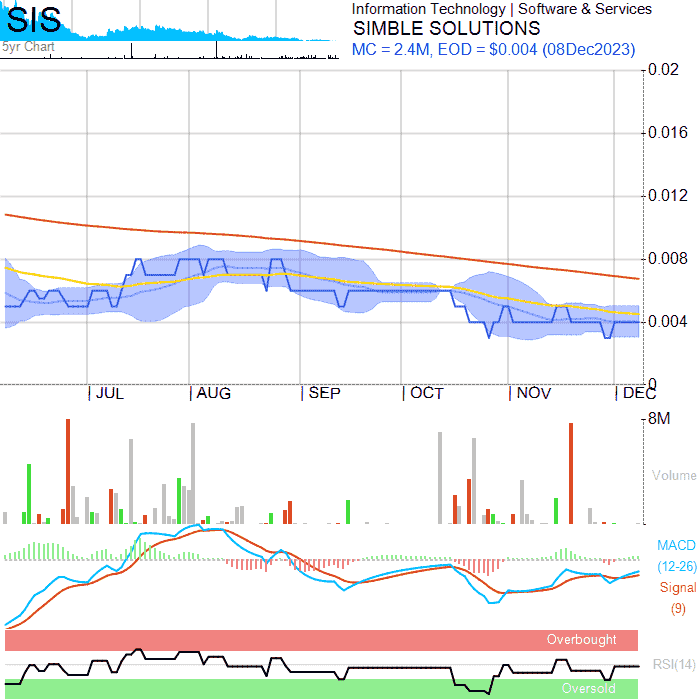 SIS
Information Technology | Software & Services
SIMBLE SOLUTIONS
5yr Chart
MC = 2.4M, EOD = $0.004 (08Dec2023)
0.02
0.016
0.012
0.008
0.004
0
JUL AUG SEP OCT NOV DEC
8M
Volume
MACD
(12-26)
Signal
(9)
Overbought
RSI(14)
Oversold